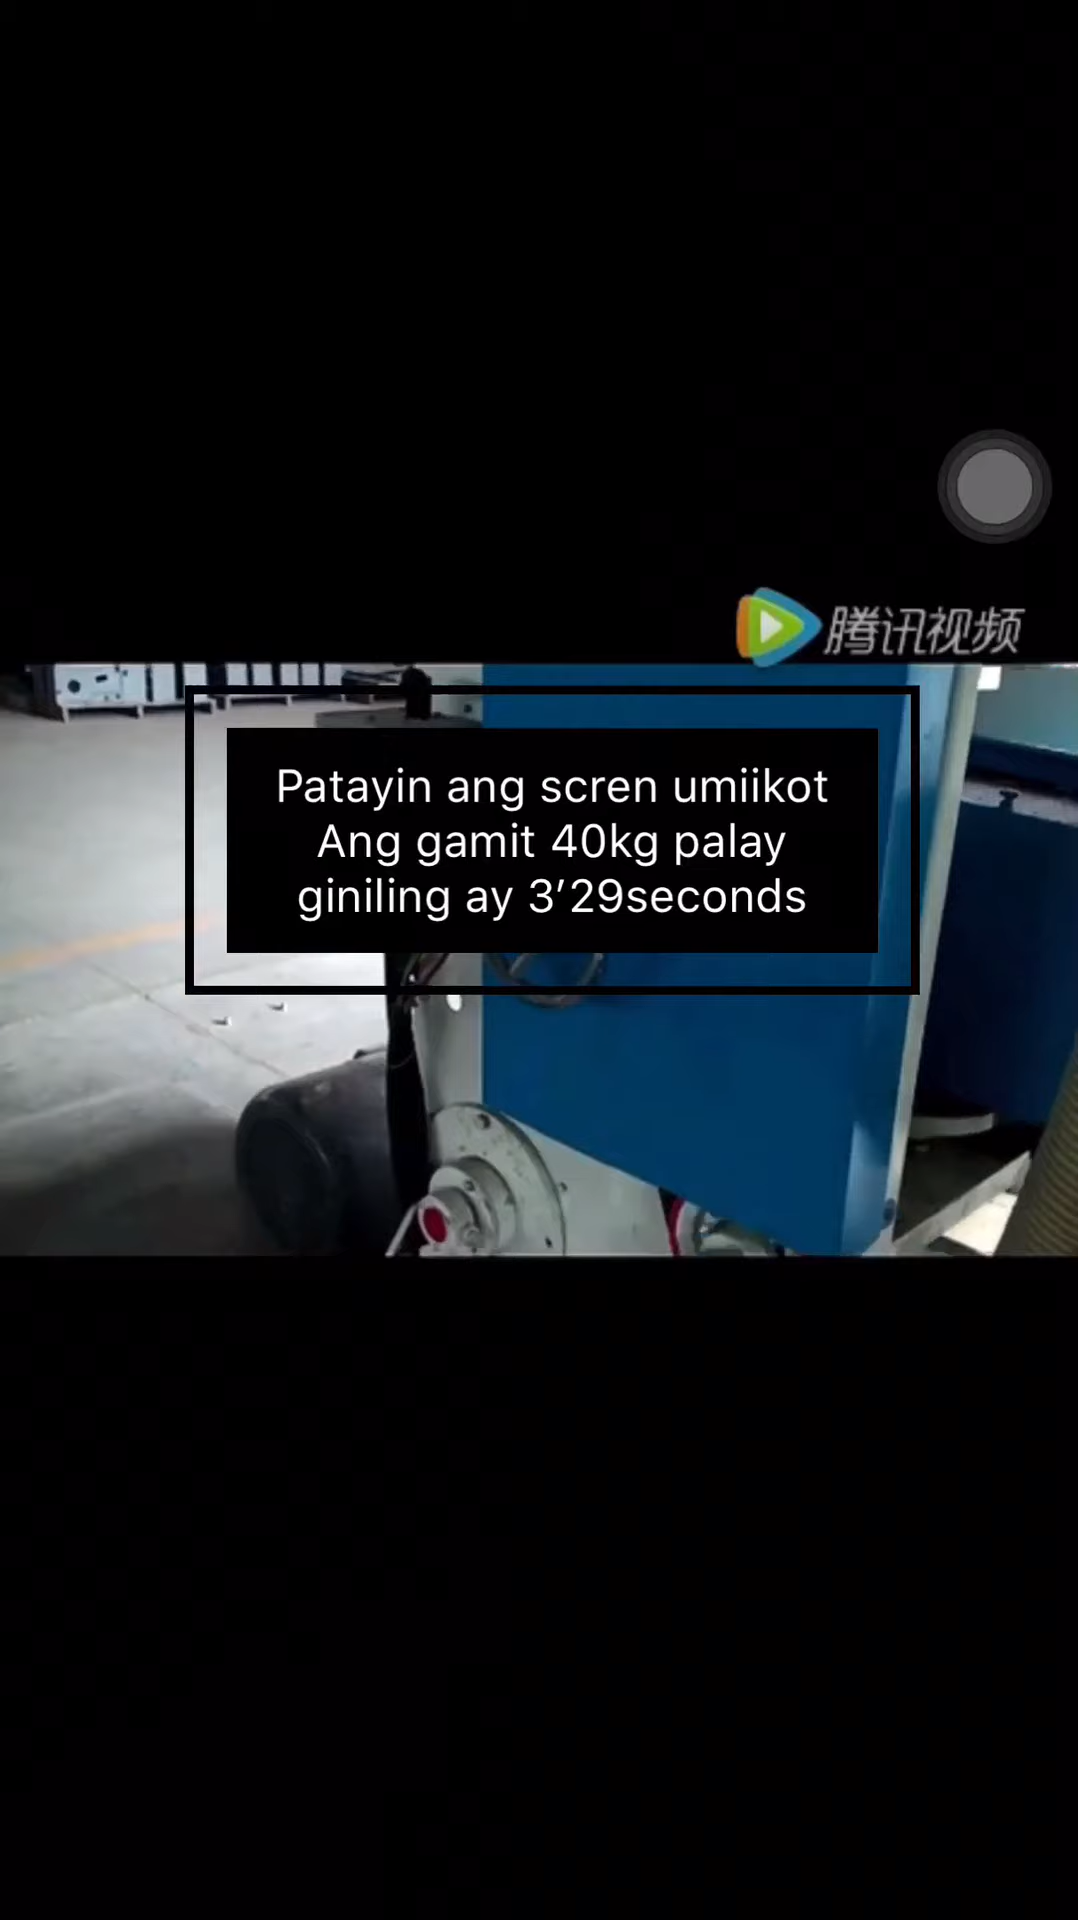 腾讯视频
Patayin ang scren umiikot
Ang gamit 40kg palay
giniling ay 3’29seconds